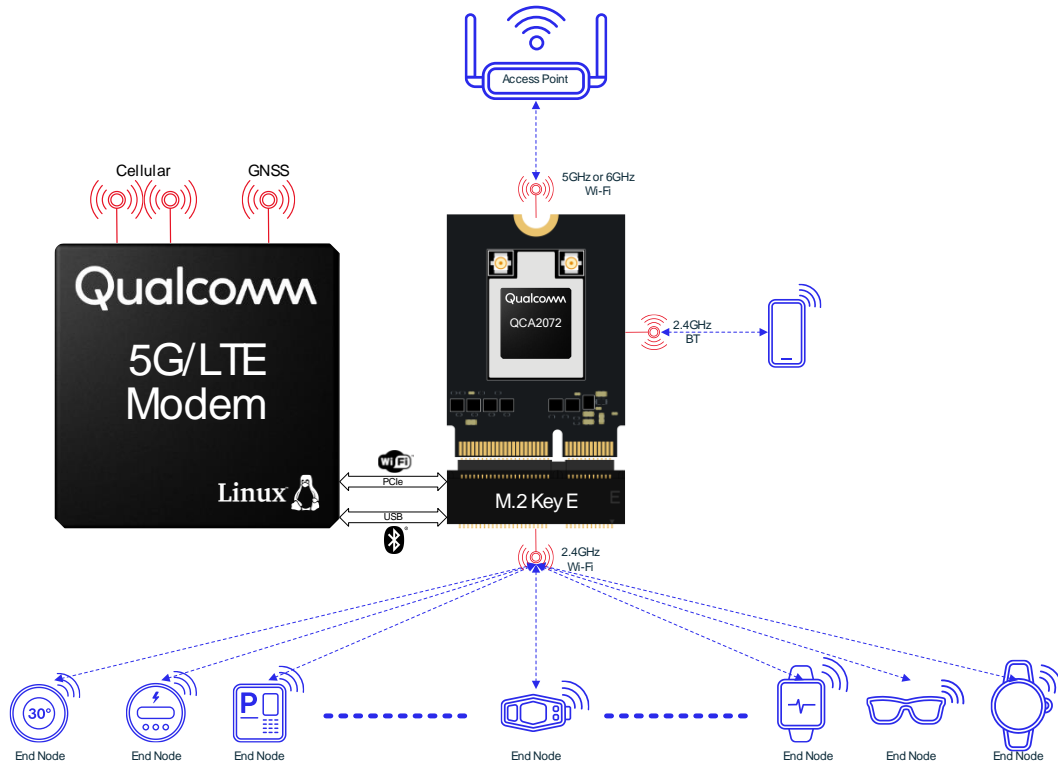 Access Point
Cellular
GNSS
5GHz or 6GHz
Wi-Fi
Qualcomm
5G/LTE
Modem
Linux
Qualcomm
QCA2072
2.4GHz
BT
WiFi
PCIe
USB
M.2 Key E
E
2.4GHz
Wi-Fi
30°
P
End Node
End Node
End Node
End Node
End Node
End Node
End Node